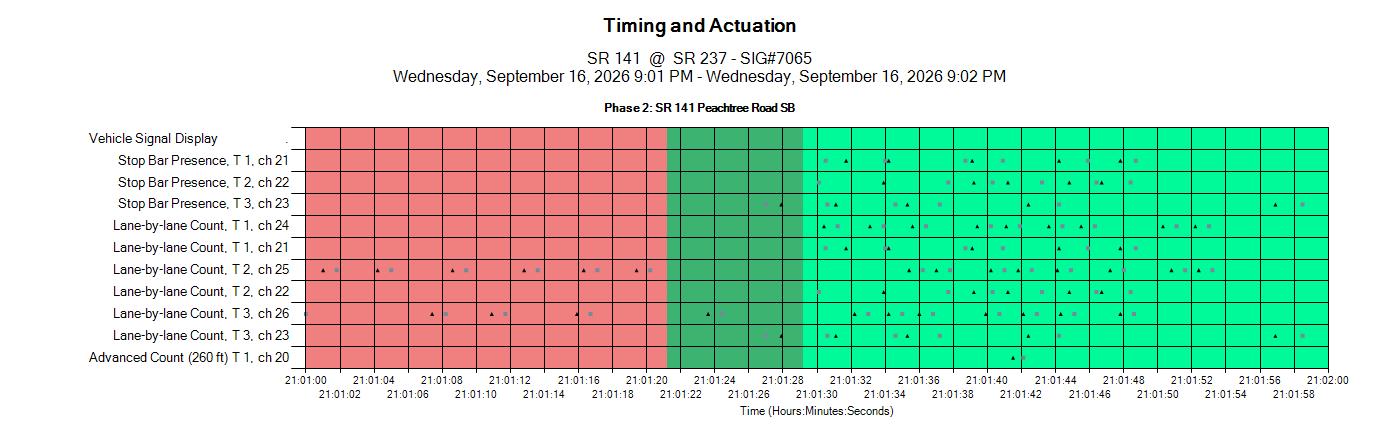 Timing and Actuation
SR 141 @ SR 237 - SIG#7065
Wednesday, September 16, 2026 9:01 PM - Wednesday, September 16, 2026 9:02 PM
Phase 2: SR 141 Peachtree Road SB
Vehicle Signal Display .
Stop Bar Presence, T 1, ch 21
Stop Bar Presence, T 2, ch 22
Stop Bar Presence, T 3, ch 23
Lane-by-lane Count, T 1, ch 24
Lane-by-lane Count, T 1, ch 21
Lane-by-lane Count, T 2, ch 25
Lane-by-lane Count, T 2, ch 22
Lane-by-lane Count, T 3, ch 26
Lane-by-lane Count, T 3, ch 23
Advanced Count (260 ft) T 1, ch 20
21:01:00 21:01:04 21:01:08 21:01:12 21:01:16 21:01:20 21:01:24 21:01:28 21:01:32 21:01:36 21:01:40 21:01:44 21:01:48 21:01:52 21:01:56 21:02:00
21:01:02 21:01:06 21:01:10 21:01:14 21:01:18 21:01:22 21:01:26 21:01:30 21:01:34 21:01:38 21:01:42 21:01:46 21:01:50 21:01:54 21:01:58
Time (Hours:Minutes:Seconds)